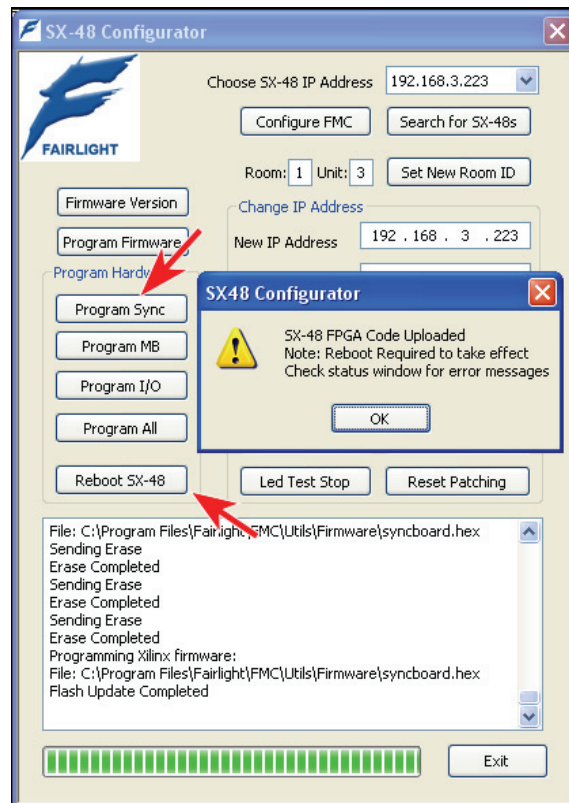 SX-48 Configurator
FAIRLIGHT
Choose SX-48 IP Address 192.168.3.223
Configure FMC Search for SX-48s
Room: 1 Unit: 3 Set New Room ID
Firmware Version
Change IP Address
Program Firmware
New IP Address 192 . 168 . 3 . 223
Program Hardw
Program Sync
Program MB
Program I/O
Program All
Reboot SX-48
SX48 Configurator
SX-48 FPGA Code Uploaded
Note: Reboot Required to take effect
Check status window for error messages
OK
Led Test Stop Reset Patching
File: C:\Program Files\Fairlight\FMC\Utils\Firmware\syncboard.hex
Sending Erase
Erase Completed
Sending Erase
Erase Completed
Sending Erase
Erase Completed
Programming Xilinx firmware:
File: C:\Program Files\Fairlight\FMC\Utils\Firmware\syncboard.hex
Flash Update Completed
Exit